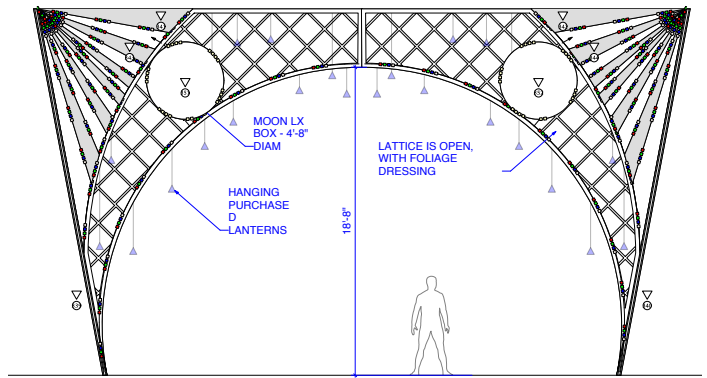 MOON LX
BOX - 4'-8"
DIAM
LATTICE IS OPEN,
WITH FOLIAGE
DRESSING
HANGING
PURCHASE
D
LANTERNS
18'-8"